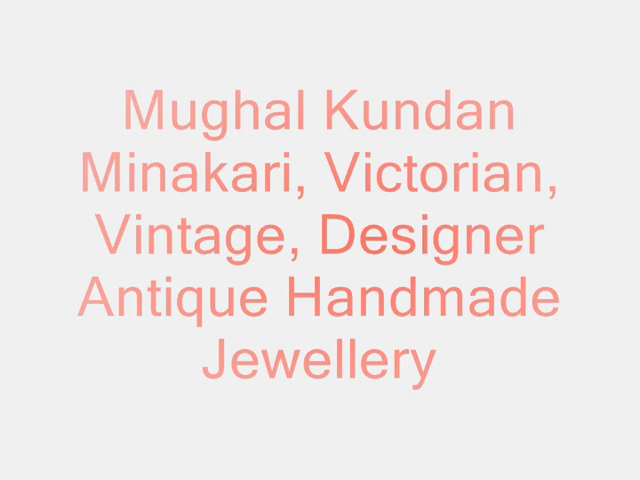 Mughal Kundan
Minakari, Victorian,
Vintage, Designer
Antique Handmade
Jewellery